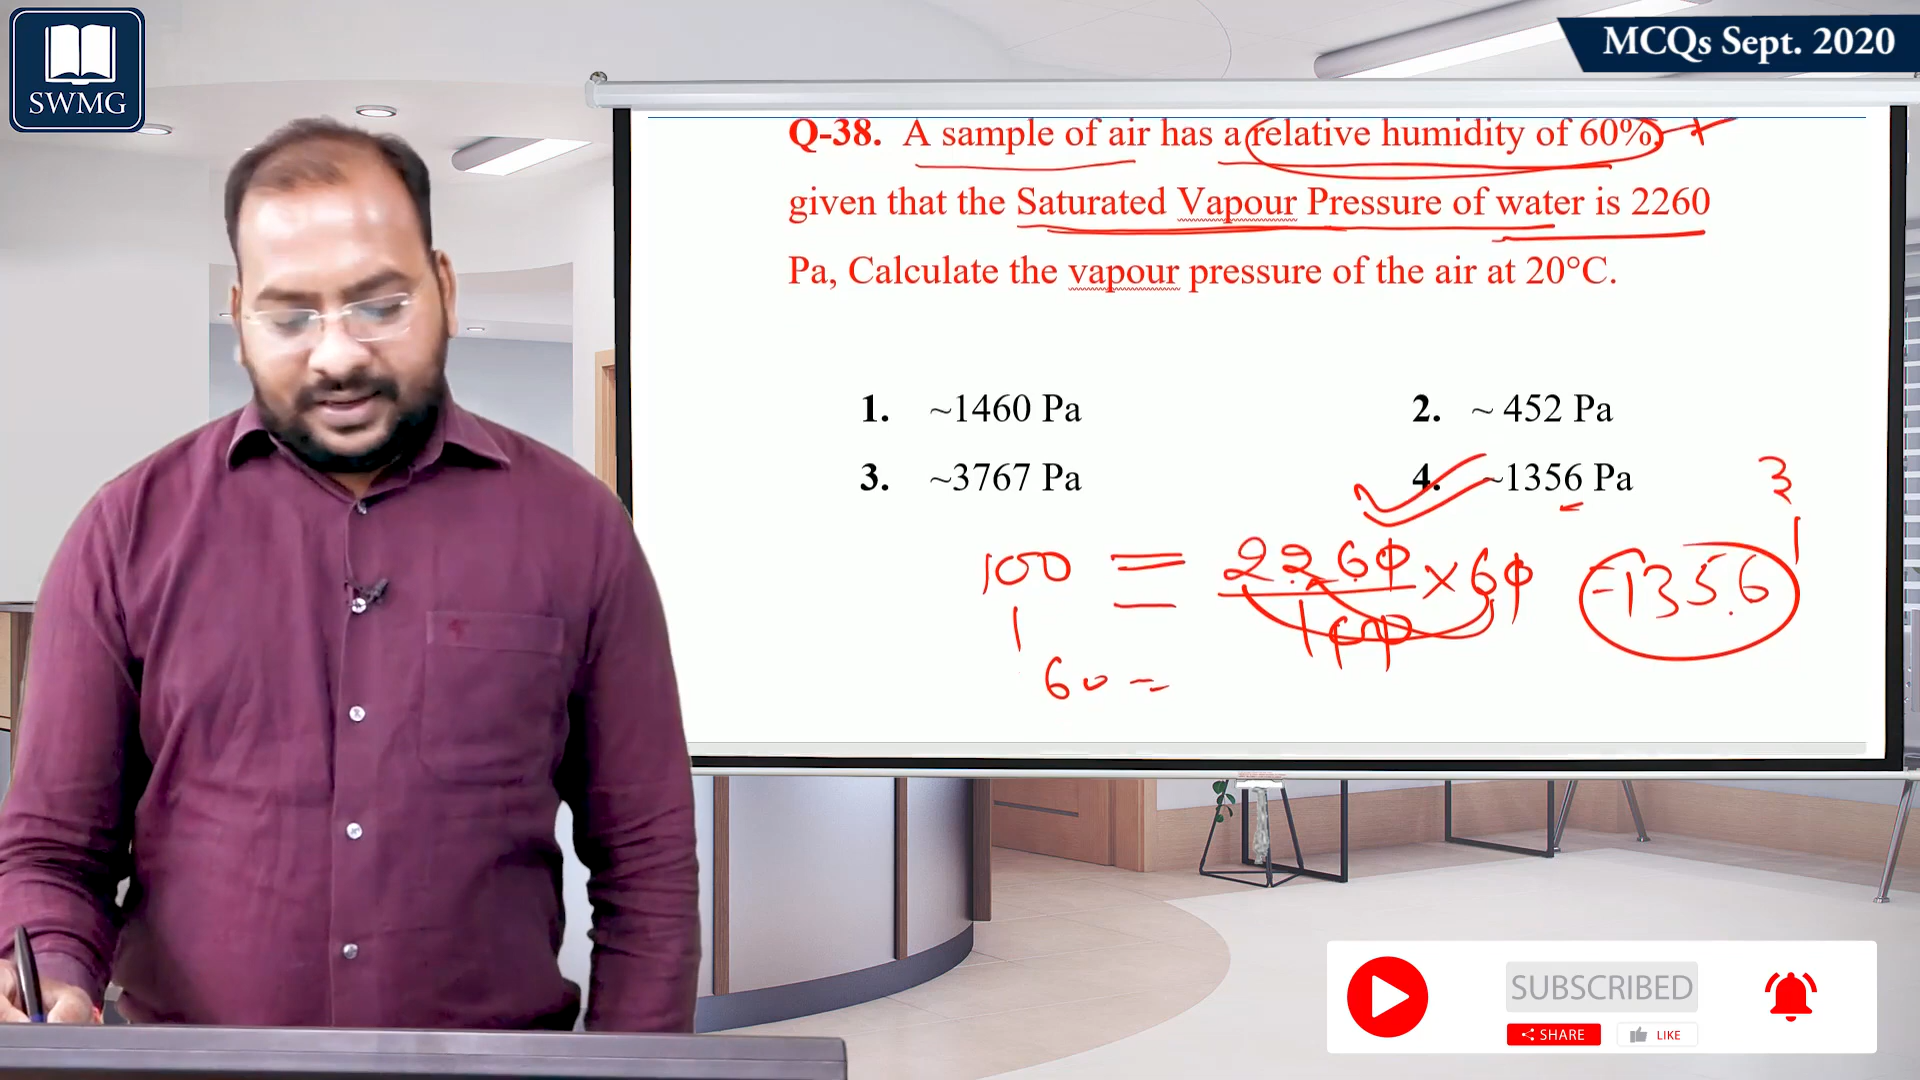 SWMG
MCQs Sept. 2020
Q-38. A sample of air has a relative humidity of 60%,
given that the Saturated Vapour Pressure of water is 2260
Pa, Calculate the vapour pressure of the air at 20°C.
1. ~1460 Pa
2. ~ 452 Pa
3. ~3767 Pa
4. ~1356 Pa
100 = 2260 × 60 = 1356
100
60 =
SUBSCRIBED
SHARE
LIKE